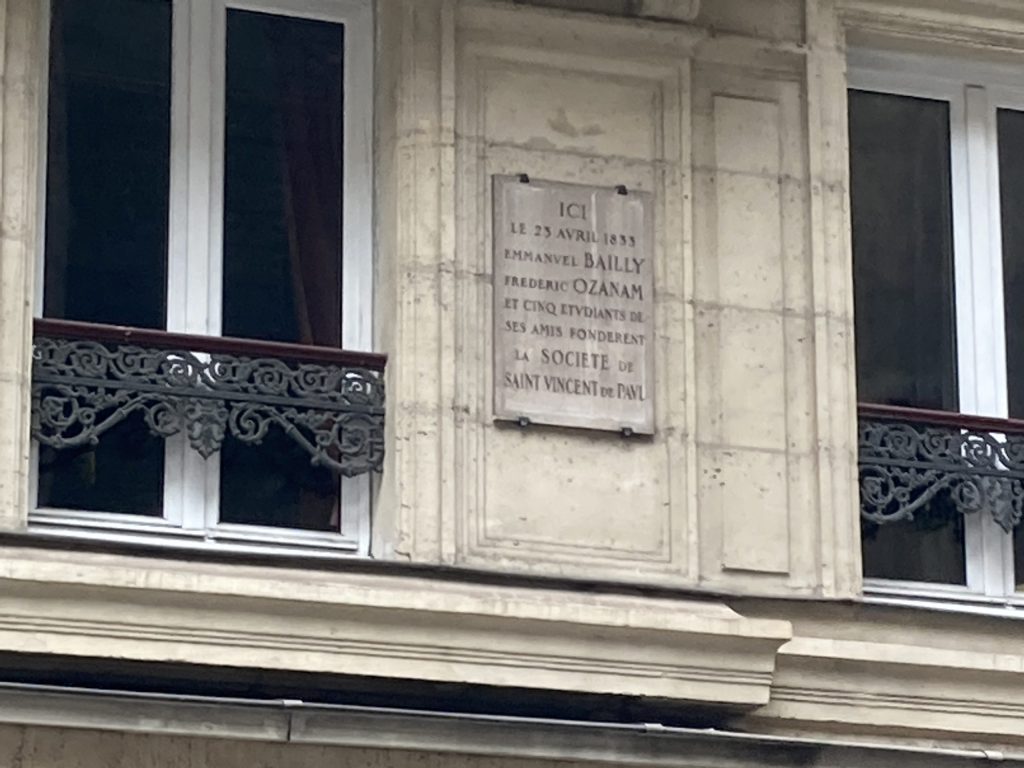 ICI
LE 23 AVRIL 1833
EMMANVEL BAILLY
FREDERIC OZANAM
ET CINQ ETVDIANTS DE
SES AMIS FONDERENT
LA SOCIETE DE
SAINT VINCENT DE PAVL